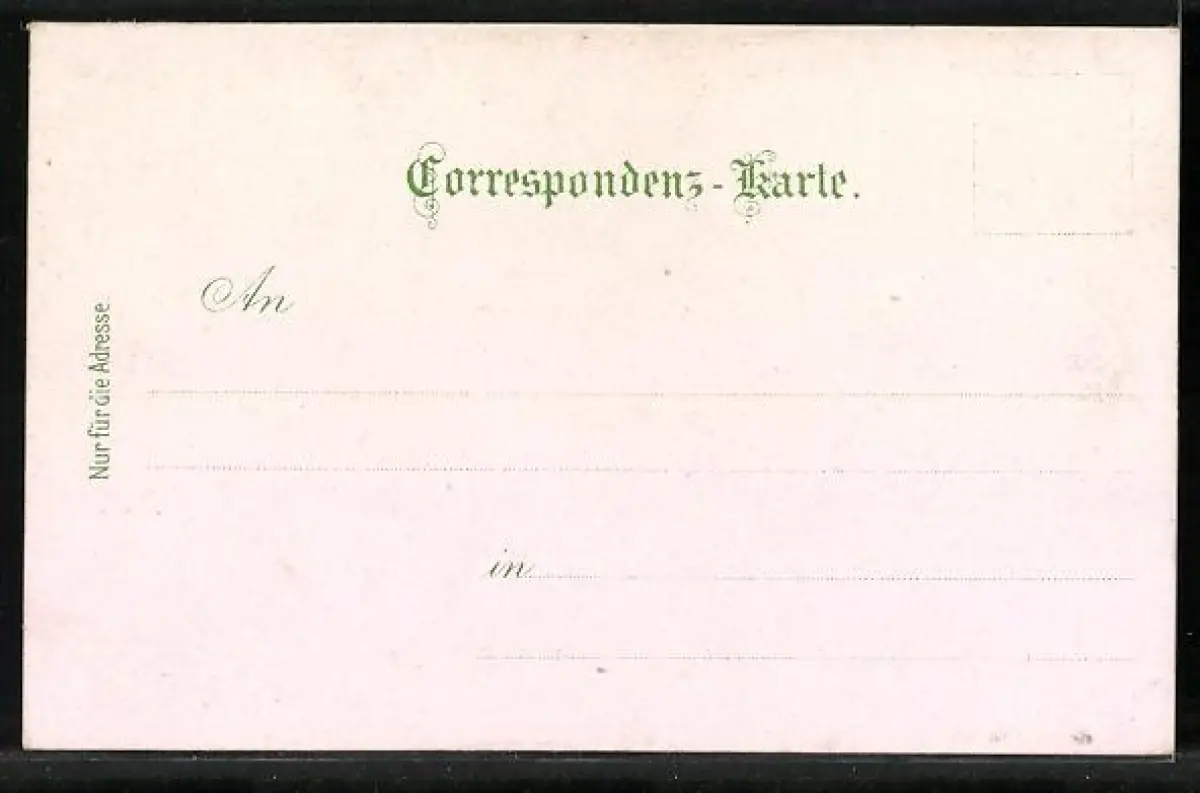 Correspondenz-Karte.
An
Nur für die Adresse
in